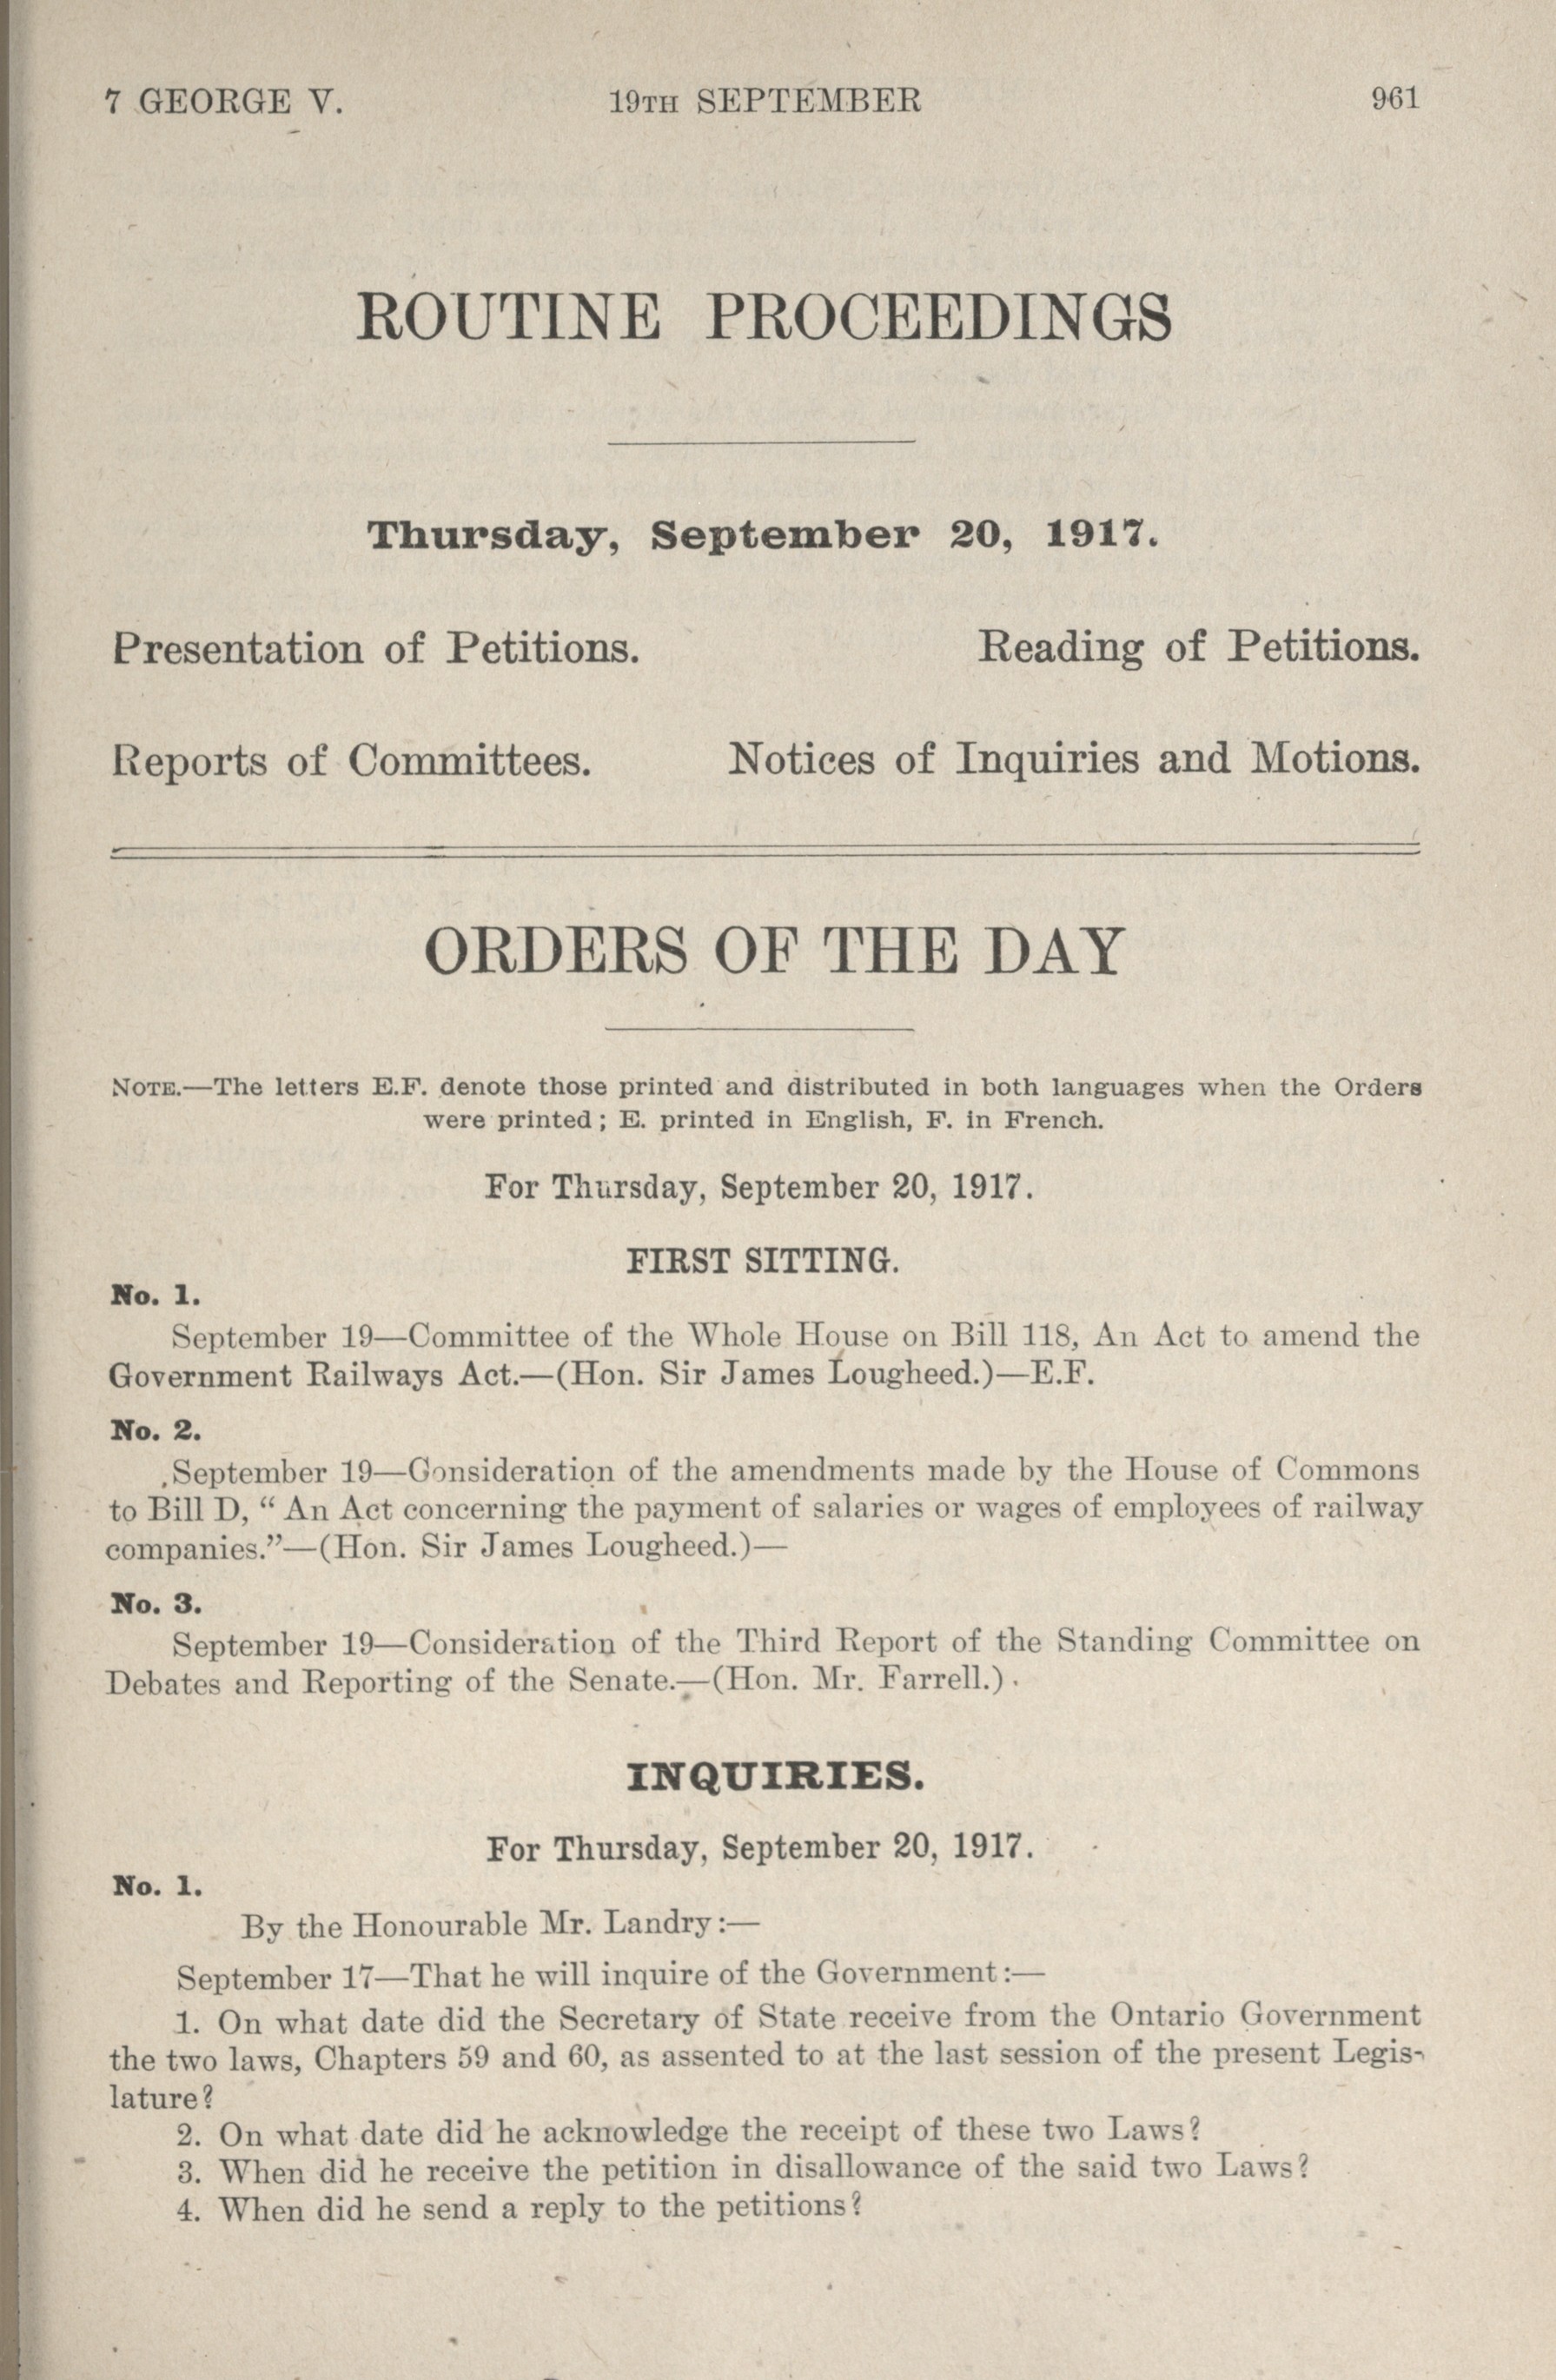 7 GEORGE V. 19TH SEPTEMBER 961
ROUTINE PROCEEDINGS
Thursday, September 20, 1917.
Presentation of Petitions. Reading of Petitions.
Reports of Committees. Notices of Inquiries and Motions.
ORDERS OF THE DAY
NOTE.—The letters E.F. denote those printed and distributed in both languages when the Orders
were printed; E. printed in English, F. in French.
For Thursday, September 20, 1917.
FIRST SITTING.
No. 1.
September 19—Committee of the Whole House on Bill 118, An Act to amend the
Government Railways Act.—(Hon. Sir James Lougheed.)—E.F.
No. 2.
September 19—Consideration of the amendments made by the House of Commons
to Bill D, “ An Act concerning the payment of salaries or wages of employees of railway
companies.”—(Hon. Sir James Lougheed.)—
No. 3.
September 19—Consideration of the Third Report of the Standing Committee on
Debates and Reporting of the Senate.—(Hon. Mr. Farrell.).
INQUIRIES.
For Thursday, September 20, 1917.
No. 1.
By the Honourable Mr. Landry:—
September 17—That he will inquire of the Government:—
1. On what date did the Secretary of State receive from the Ontario Government
the two laws, Chapters 59 and 60, as assented to at the last session of the present Legis-
lature?
2. On what date did he acknowledge the receipt of these two Laws?
3. When did he receive the petition in disallowance of the said two Laws?
4. When did he send a reply to the petitions?